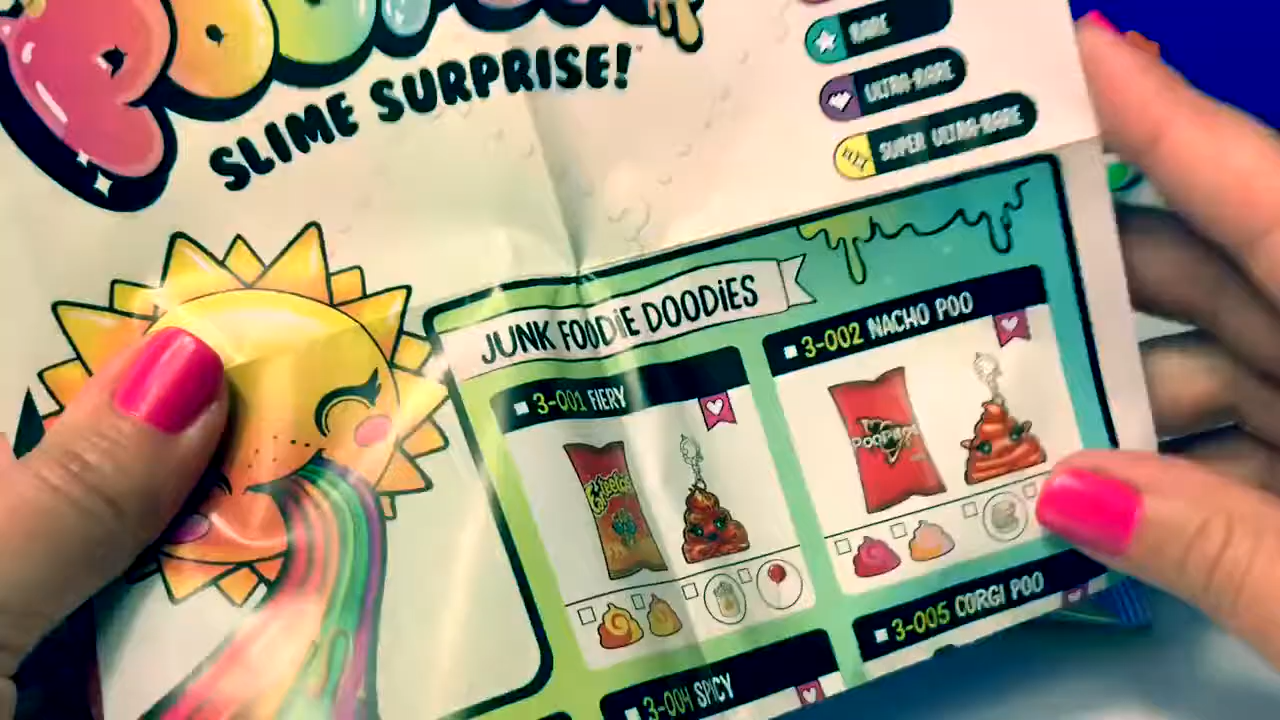 SLIME SURPRISE!
RARE
ULTRA-RARE
SUPER ULTRA-RARE
JUNK FOODIE DOODIES
3-001 FIERY
3-002 NACHO POO
3-004 SPICY
3-005 CORGI POO